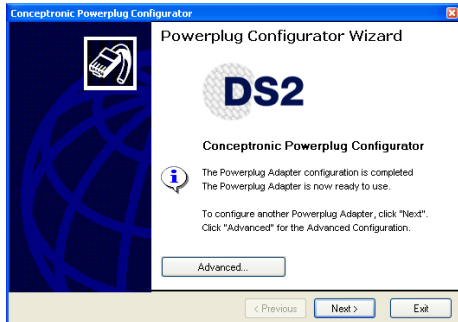 Conceptronic Powerplug Configurator
Powerplug Configurator Wizard
DS2
Conceptronic Powerplug Configurator
The Powerplug Adapter configuration is completed
The Powerplug Adapter is now ready to use.
To configure another Powerplug Adapter, click "Next".
Click "Advanced" for the Advanced Configuration.
Advanced...
< Previous Next > Exit